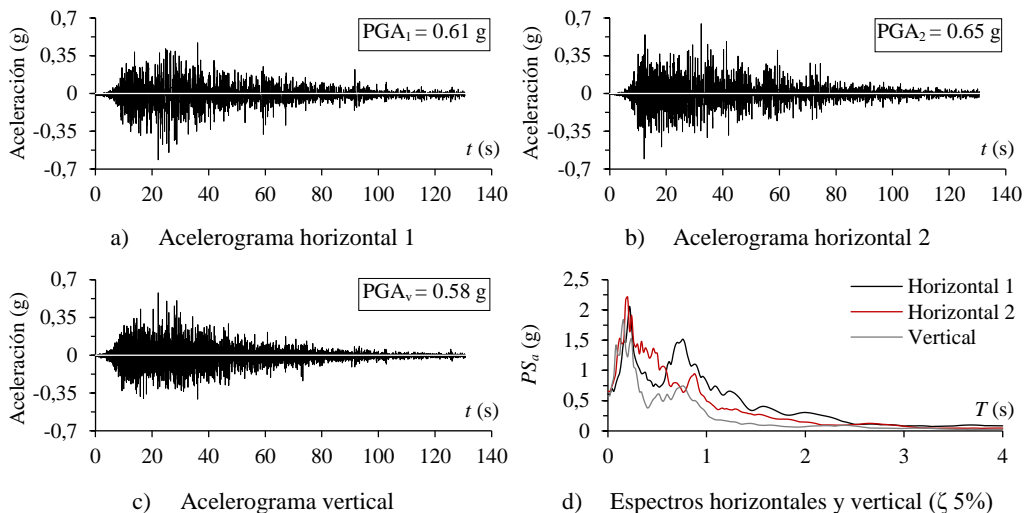 Aceleración (g)
0,7
0,35
0
-0,35
-0,7
PGA₁ = 0.61 g
t (s)
0 20 40 60 80 100 120 140
a) Acelerograma horizontal 1
Aceleración (g)
0,7
0,35
0
-0,35
-0,7
PGA₂ = 0.65 g
t (s)
0 20 40 60 80 100 120 140
b) Acelerograma horizontal 2
Aceleración (g)
0,7
0,35
0
-0,35
-0,7
PGAᵥ = 0.58 g
t (s)
0 20 40 60 80 100 120 140
c) Acelerograma vertical
PSₐ (g)
2,5
2
1,5
1
0,5
0
Horizontal 1
Horizontal 2
Vertical
T (s)
0 1 2 3 4
d) Espectros horizontales y vertical (ζ 5%)